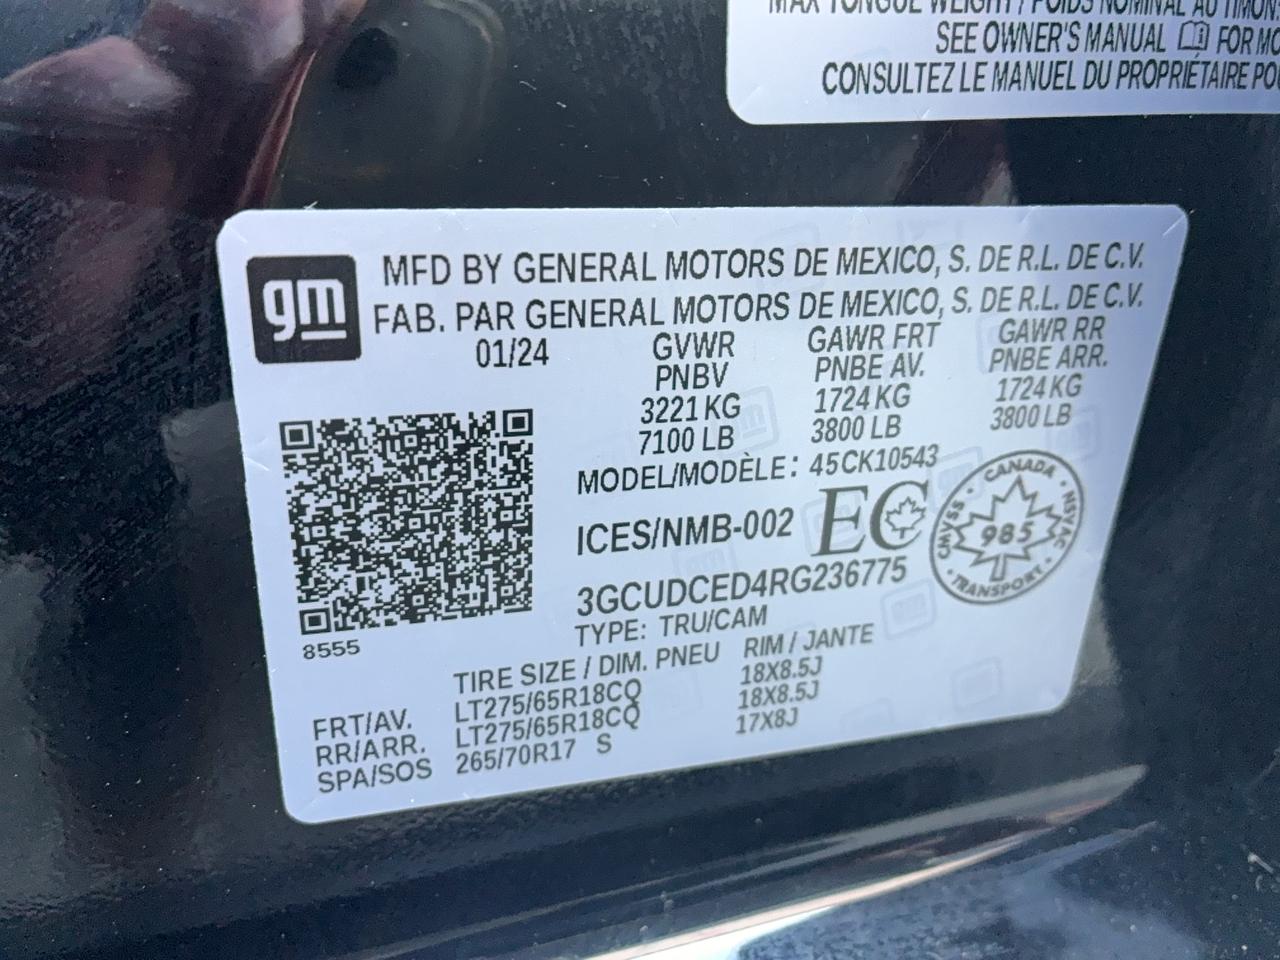 MAX TONGUE WEIGHT / POIDS NOMINAL AU TIMON
SEE OWNER'S MANUAL FOR MO
CONSULTEZ LE MANUEL DU PROPRIÉTAIRE POU
gm
MFD BY GENERAL MOTORS DE MEXICO, S. DE R.L. DE C.V.
FAB. PAR GENERAL MOTORS DE MEXICO, S. DE R.L. DE C.V.
01/24 GVWR GAWR FRT GAWR RR
PNBV PNBE AV. PNBE ARR.
3221 KG 1724 KG 1724 KG
7100 LB 3800 LB 3800 LB
MODEL/MODÈLE: 45CK10543
ICES/NMB-002 EC
CMVSS · CANADA · NSVAC
985
· TRANSPORT ·
3GCUDCED4RG236775
TYPE: TRU/CAM
8555
TIRE SIZE / DIM. PNEU RIM / JANTE
FRT/AV. LT275/65R18CQ 18X8.5J
RR/ARR. LT275/65R18CQ 18X8.5J
SPA/SOS 265/70R17 S 17X8J